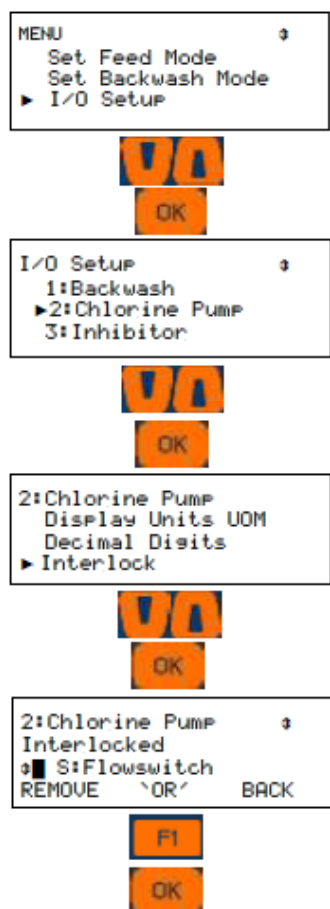 MENU
Set Feed Mode
Set Backwash Mode
I/O Setup
OK
I/O Setup
1:Backwash
2:Chlorine Pump
3:Inhibitor
OK
2:Chlorine Pump
Display Units UOM
Decimal Digits
Interlock
OK
2:Chlorine Pump
Interlocked
S:Flowswitch
REMOVE `OR´ BACK
F1
OK